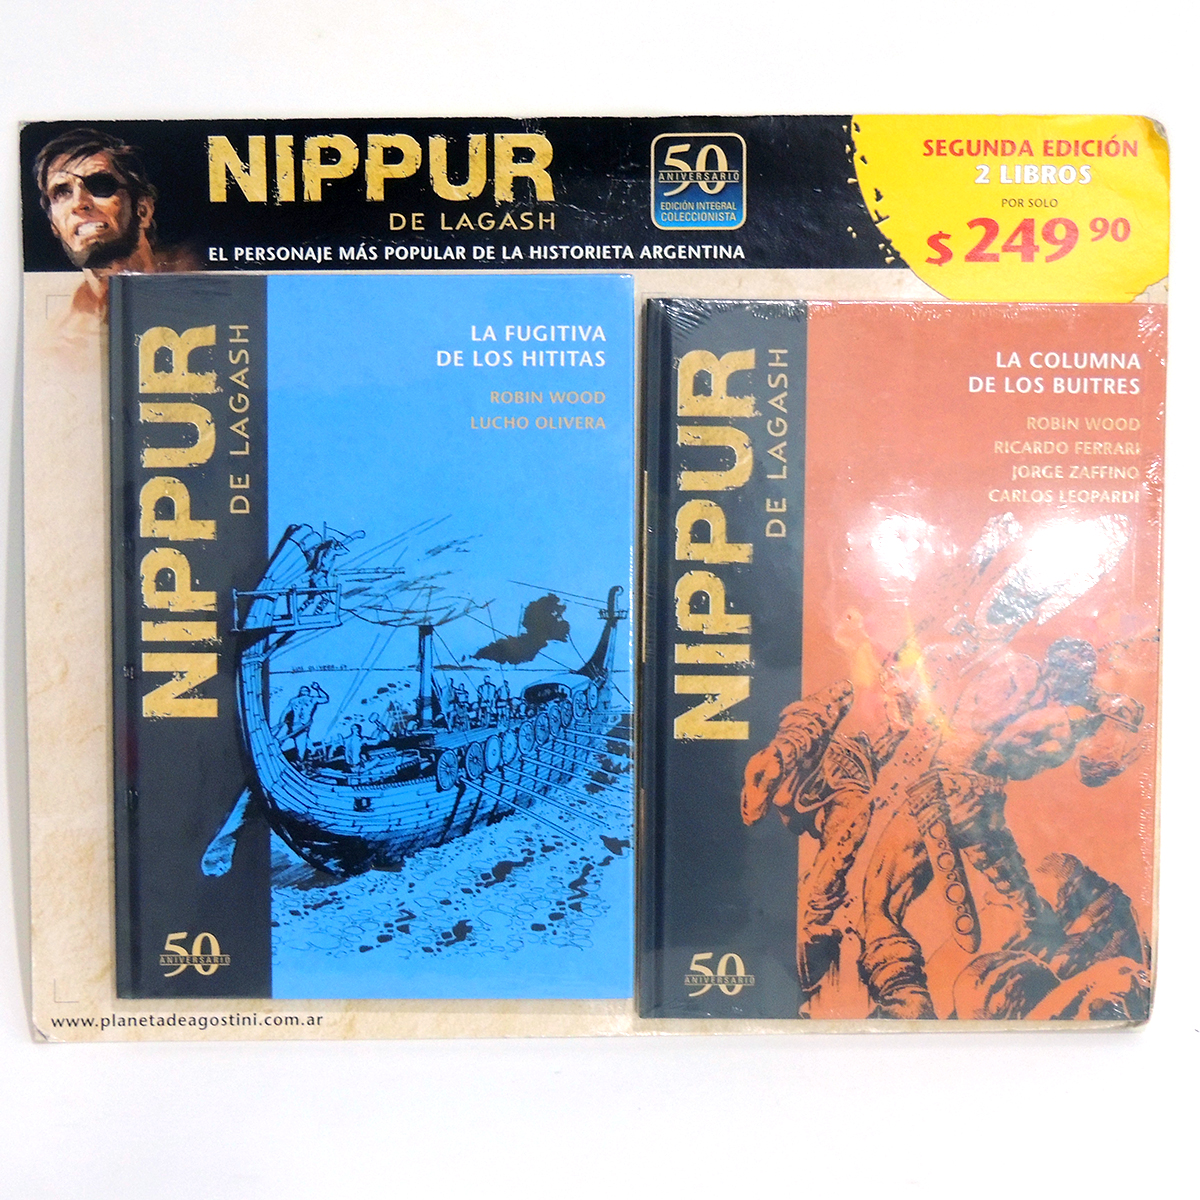 NIPPUR
DE LAGASH
EL PERSONAJE MÁS POPULAR DE LA HISTORIETA ARGENTINA
50
ANIVERSARIO
EDICIÓN INTEGRAL
COLECCIONISTA
SEGUNDA EDICIÓN
2 LIBROS
POR SOLO
$ 249 90
NIPPUR
DE LAGASH
LA FUGITIVA
DE LOS HITITAS
ROBIN WOOD
LUCHO OLIVERA
50
ANIVERSARIO
NIPPUR
DE LAGASH
LA COLUMNA
DE LOS BUITRES
ROBIN WOOD
RICARDO FERRARI
JORGE ZAFFINO
CARLOS LEOPARDI
50
ANIVERSARIO
www.planetadeagostini.com.ar